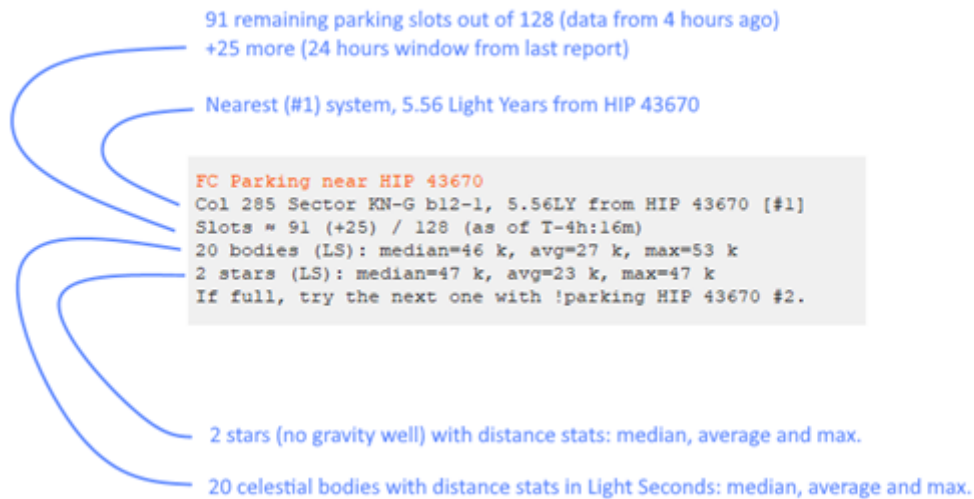 91 remaining parking slots out of 128 (data from 4 hours ago)
+25 more (24 hours window from last report)
Nearest (#1) system, 5.56 Light Years from HIP 43670
FC Parking near HIP 43670
Col 285 Sector KN-G b12-1, 5.56LY from HIP 43670 [#1]
Slots ≈ 91 (+25) / 128 (as of T-4h:16m)
20 bodies (LS): median=46 k, avg=27 k, max=53 k
2 stars (LS): median=47 k, avg=23 k, max=47 k
If full, try the next one with !parking HIP 43670 #2.
2 stars (no gravity well) with distance stats: median, average and max.
20 celestial bodies with distance stats in Light Seconds: median, average and max.